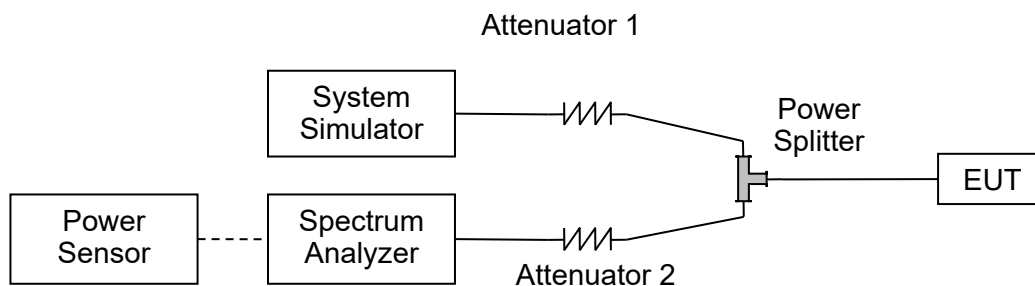 Attenuator 1
System
Simulator
Power
Splitter
EUT
Power
Sensor
Spectrum
Analyzer
Attenuator 2